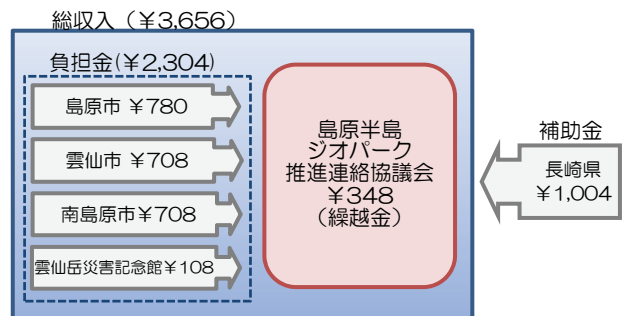 総収入（￥3,656）
負担金(￥2,304)
島原市 ￥780
雲仙市 ￥708
南島原市￥708
雲仙岳災害記念館￥108
島原半島
ジオパーク
推進連絡協議会
￥348
（繰越金）
補助金
長崎県
￥1,004